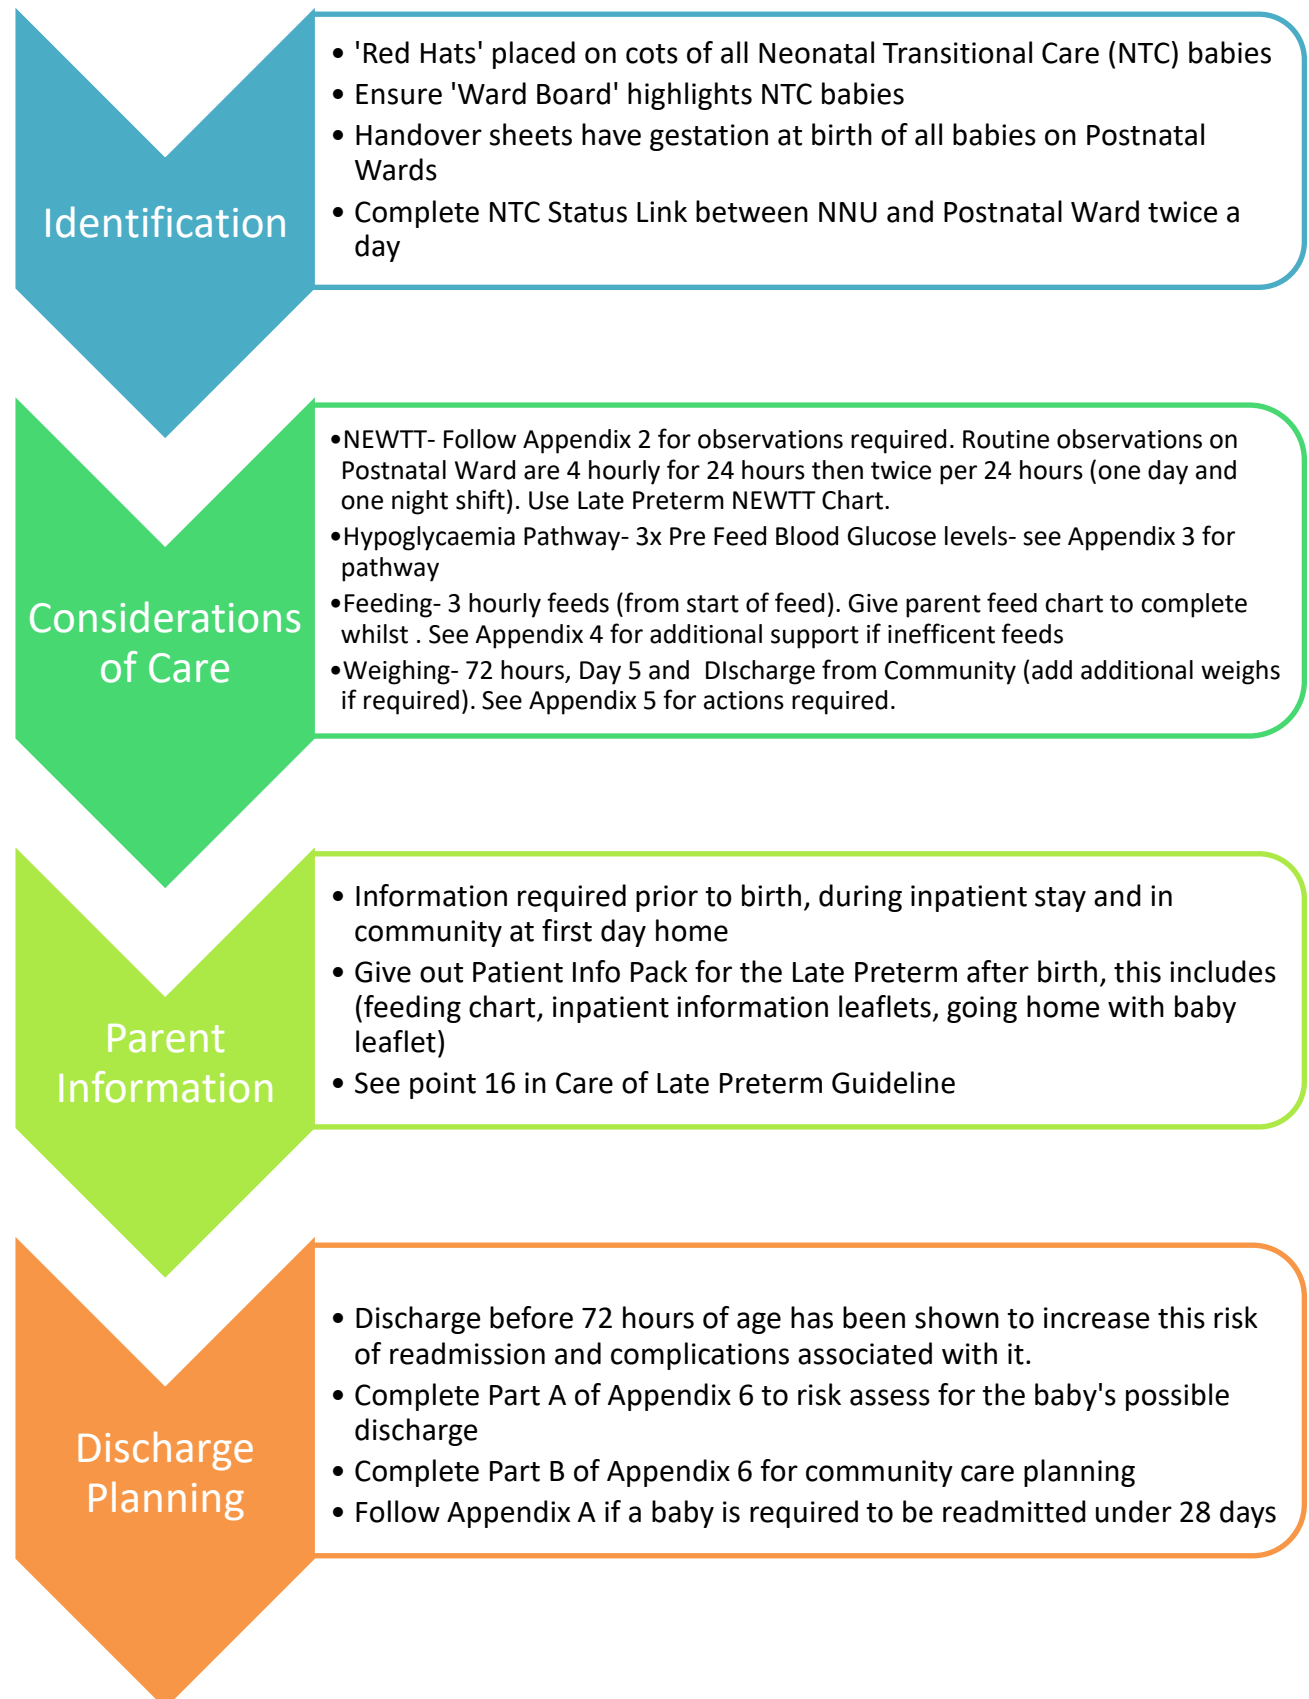 Identification
• 'Red Hats' placed on cots of all Neonatal Transitional Care (NTC) babies
• Ensure 'Ward Board' highlights NTC babies
• Handover sheets have gestation at birth of all babies on Postnatal
Wards
• Complete NTC Status Link between NNU and Postnatal Ward twice a
day
Considerations
of Care
•NEWTT- Follow Appendix 2 for observations required. Routine observations on
Postnatal Ward are 4 hourly for 24 hours then twice per 24 hours (one day and
one night shift). Use Late Preterm NEWTT Chart.
•Hypoglycaemia Pathway- 3x Pre Feed Blood Glucose levels- see Appendix 3 for
pathway
•Feeding- 3 hourly feeds (from start of feed). Give parent feed chart to complete
whilst . See Appendix 4 for additional support if inefficent feeds
•Weighing- 72 hours, Day 5 and DIscharge from Community (add additional weighs
if required). See Appendix 5 for actions required.
Parent
Information
• Information required prior to birth, during inpatient stay and in
community at first day home
• Give out Patient Info Pack for the Late Preterm after birth, this includes
(feeding chart, inpatient information leaflets, going home with baby
leaflet)
• See point 16 in Care of Late Preterm Guideline
Discharge
Planning
• Discharge before 72 hours of age has been shown to increase this risk
of readmission and complications associated with it.
• Complete Part A of Appendix 6 to risk assess for the baby's possible
discharge
• Complete Part B of Appendix 6 for community care planning
• Follow Appendix A if a baby is required to be readmitted under 28 days